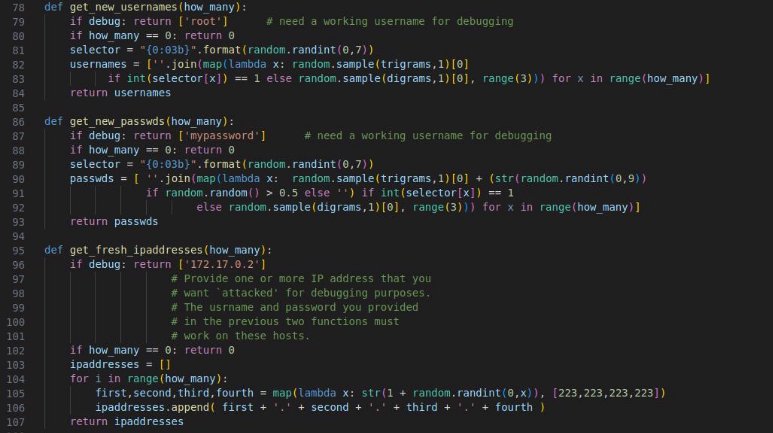 78 def get_new_usernames(how_many):
79     if debug: return ['root']      # need a working username for debugging
80     if how_many == 0: return 0
81     selector = "{0:03b}".format(random.randint(0,7))
82     usernames = [''.join(map(lambda x: random.sample(trigrams,1)[0]
83           if int(selector[x]) == 1 else random.sample(digrams,1)[0], range(3))) for x in range(how_many)]
84     return usernames
85
86 def get_new_passwds(how_many):
87     if debug: return ['mypassword']      # need a working username for debugging
88     if how_many == 0: return 0
89     selector = "{0:03b}".format(random.randint(0,7))
90     passwds = [ ''.join(map(lambda x:  random.sample(trigrams,1)[0] + (str(random.randint(0,9))
91                 if random.random() > 0.5 else '') if int(selector[x]) == 1
92                         else random.sample(digrams,1)[0], range(3))) for x in range(how_many)]
93     return passwds
94
95 def get_fresh_ipaddresses(how_many):
96     if debug: return ['172.17.0.2']
97                     # Provide one or more IP address that you
98                     # want `attacked' for debugging purposes.
99                     # The usrname and password you provided
100                     # in the previous two functions must
101                     # work on these hosts.
102     if how_many == 0: return 0
103     ipaddresses = []
104     for i in range(how_many):
105         first,second,third,fourth = map(lambda x: str(1 + random.randint(0,x)), [223,223,223,223])
106         ipaddresses.append( first + '.' + second + '.' + third + '.' + fourth )
107     return ipaddresses